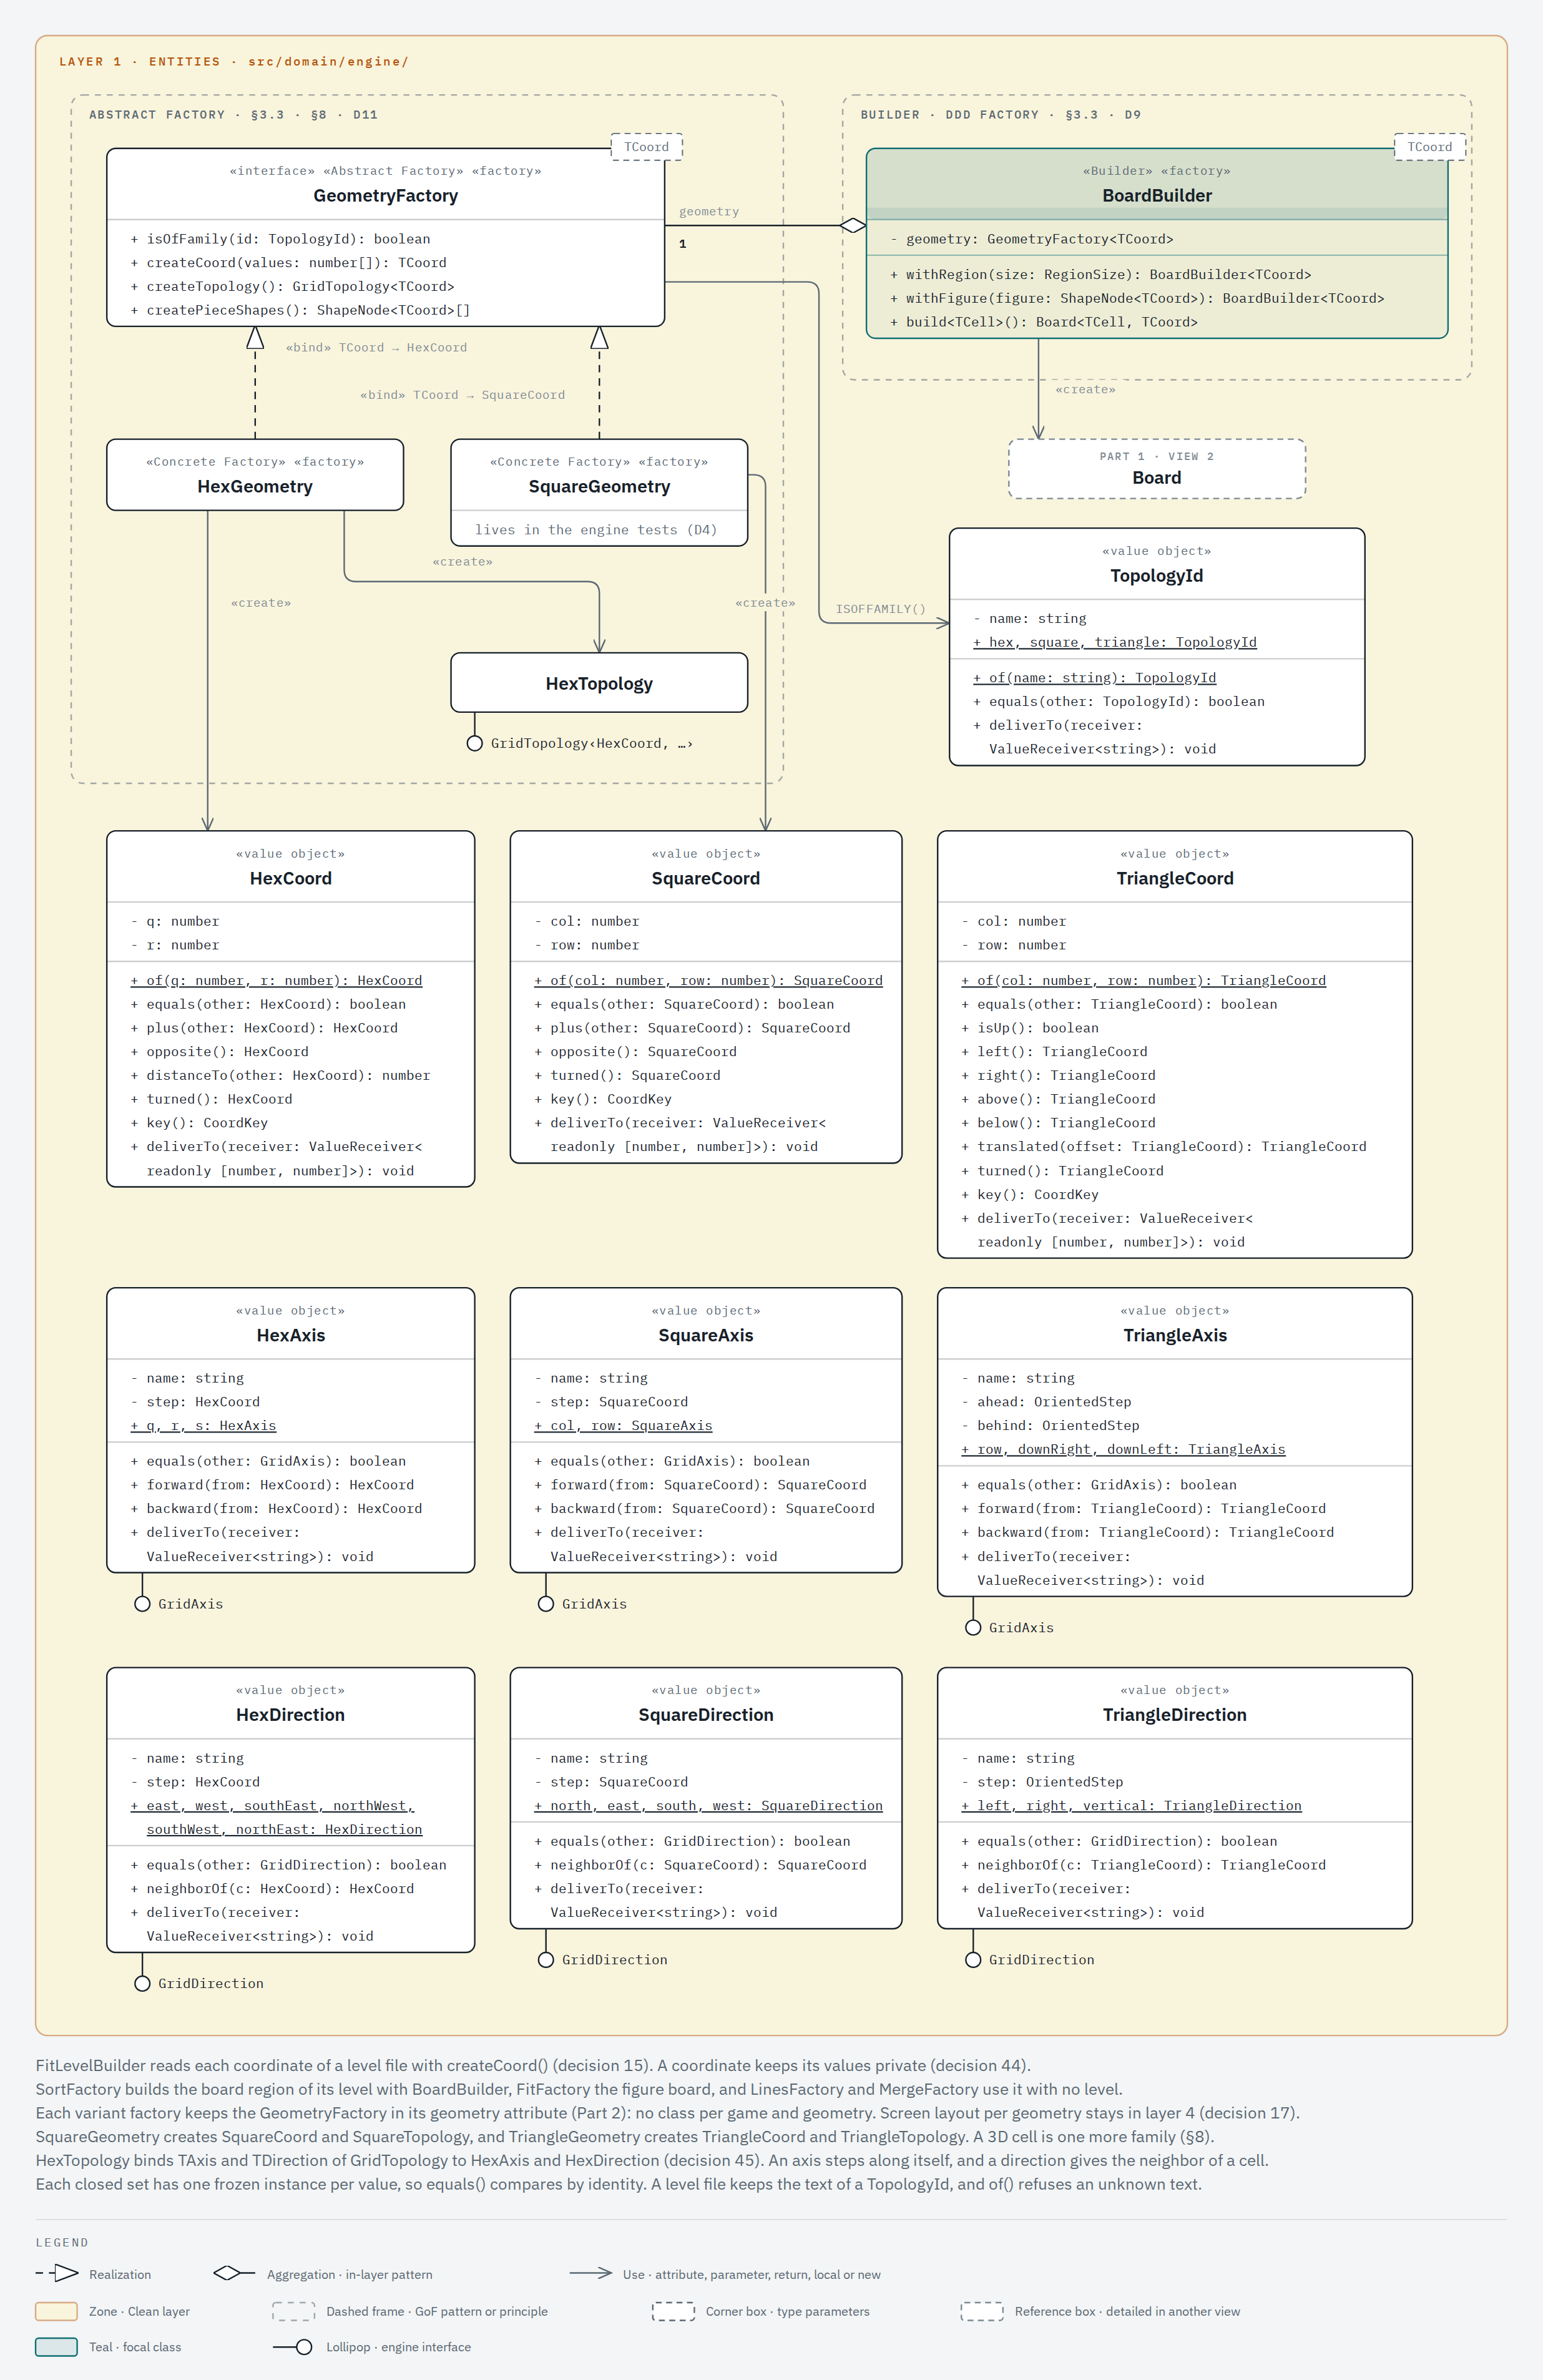 LAYER 1 · ENTITIES · src/domain/engine/
ABSTRACT FACTORY · §3.3 · §8 · D11
TCoord
«interface» «Abstract Factory» «factory»
GeometryFactory
+ isOfFamily(id: TopologyId): boolean
+ createCoord(values: number[]): TCoord
+ createTopology(): GridTopology<TCoord>
+ createPieceShapes(): ShapeNode<TCoord>[]
geometry
1
BUILDER · DDD FACTORY · §3.3 · D9
TCoord
«Builder» «factory»
BoardBuilder
- geometry: GeometryFactory<TCoord>
+ withRegion(size: RegionSize): BoardBuilder<TCoord>
+ withFigure(figure: ShapeNode<TCoord>): BoardBuilder<TCoord>
+ build<TCell>(): Board<TCell, TCoord>
«bind» TCoord → HexCoord
«bind» TCoord → SquareCoord
«create»
«Concrete Factory» «factory»
HexGeometry
«Concrete Factory» «factory»
SquareGeometry
lives in the engine tests (D4)
PART 1 · VIEW 2
Board
«create»
«create»
«create»
ISOFFAMILY()
«value object»
TopologyId
- name: string
+ hex, square, triangle: TopologyId
+ of(name: string): TopologyId
+ equals(other: TopologyId): boolean
+ deliverTo(receiver:
ValueReceiver<string>): void
HexTopology
GridTopology‹HexCoord, …›
«value object»
HexCoord
- q: number
- r: number
+ of(q: number, r: number): HexCoord
+ equals(other: HexCoord): boolean
+ plus(other: HexCoord): HexCoord
+ opposite(): HexCoord
+ distanceTo(other: HexCoord): number
+ turned(): HexCoord
+ key(): CoordKey
+ deliverTo(receiver: ValueReceiver<
readonly [number, number]>): void
«value object»
SquareCoord
- col: number
- row: number
+ of(col: number, row: number): SquareCoord
+ equals(other: SquareCoord): boolean
+ plus(other: SquareCoord): SquareCoord
+ opposite(): SquareCoord
+ turned(): SquareCoord
+ key(): CoordKey
+ deliverTo(receiver: ValueReceiver<
readonly [number, number]>): void
«value object»
TriangleCoord
- col: number
- row: number
+ of(col: number, row: number): TriangleCoord
+ equals(other: TriangleCoord): boolean
+ isUp(): boolean
+ left(): TriangleCoord
+ right(): TriangleCoord
+ above(): TriangleCoord
+ below(): TriangleCoord
+ translated(offset: TriangleCoord): TriangleCoord
+ turned(): TriangleCoord
+ key(): CoordKey
+ deliverTo(receiver: ValueReceiver<
readonly [number, number]>): void
«value object»
HexAxis
- name: string
- step: HexCoord
+ q, r, s: HexAxis
+ equals(other: GridAxis): boolean
+ forward(from: HexCoord): HexCoord
+ backward(from: HexCoord): HexCoord
+ deliverTo(receiver:
ValueReceiver<string>): void
GridAxis
«value object»
SquareAxis
- name: string
- step: SquareCoord
+ col, row: SquareAxis
+ equals(other: GridAxis): boolean
+ forward(from: SquareCoord): SquareCoord
+ backward(from: SquareCoord): SquareCoord
+ deliverTo(receiver:
ValueReceiver<string>): void
GridAxis
«value object»
TriangleAxis
- name: string
- ahead: OrientedStep
- behind: OrientedStep
+ row, downRight, downLeft: TriangleAxis
+ equals(other: GridAxis): boolean
+ forward(from: TriangleCoord): TriangleCoord
+ backward(from: TriangleCoord): TriangleCoord
+ deliverTo(receiver:
ValueReceiver<string>): void
GridAxis
«value object»
HexDirection
- name: string
- step: HexCoord
+ east, west, southEast, northWest,
southWest, northEast: HexDirection
+ equals(other: GridDirection): boolean
+ neighborOf(c: HexCoord): HexCoord
+ deliverTo(receiver:
ValueReceiver<string>): void
GridDirection
«value object»
SquareDirection
- name: string
- step: SquareCoord
+ north, east, south, west: SquareDirection
+ equals(other: GridDirection): boolean
+ neighborOf(c: SquareCoord): SquareCoord
+ deliverTo(receiver:
ValueReceiver<string>): void
GridDirection
«value object»
TriangleDirection
- name: string
- step: OrientedStep
+ left, right, vertical: TriangleDirection
+ equals(other: GridDirection): boolean
+ neighborOf(c: TriangleCoord): TriangleCoord
+ deliverTo(receiver:
ValueReceiver<string>): void
GridDirection
FitLevelBuilder reads each coordinate of a level file with createCoord() (decision 15). A coordinate keeps its values private (decision 44).
SortFactory builds the board region of its level with BoardBuilder, FitFactory the figure board, and LinesFactory and MergeFactory use it with no level.
Each variant factory keeps the GeometryFactory in its geometry attribute (Part 2): no class per game and geometry. Screen layout per geometry stays in layer 4 (decision 17).
SquareGeometry creates SquareCoord and SquareTopology, and TriangleGeometry creates TriangleCoord and TriangleTopology. A 3D cell is one more family (§8).
HexTopology binds TAxis and TDirection of GridTopology to HexAxis and HexDirection (decision 45). An axis steps along itself, and a direction gives the neighbor of a cell.
Each closed set has one frozen instance per value, so equals() compares by identity. A level file keeps the text of a TopologyId, and of() refuses an unknown text.
LEGEND
Realization
Aggregation · in-layer pattern
Use · attribute, parameter, return, local or new
Zone · Clean layer
Dashed frame · GoF pattern or principle
Corner box · type parameters
Reference box · detailed in another view
Teal · focal class
Lollipop · engine interface